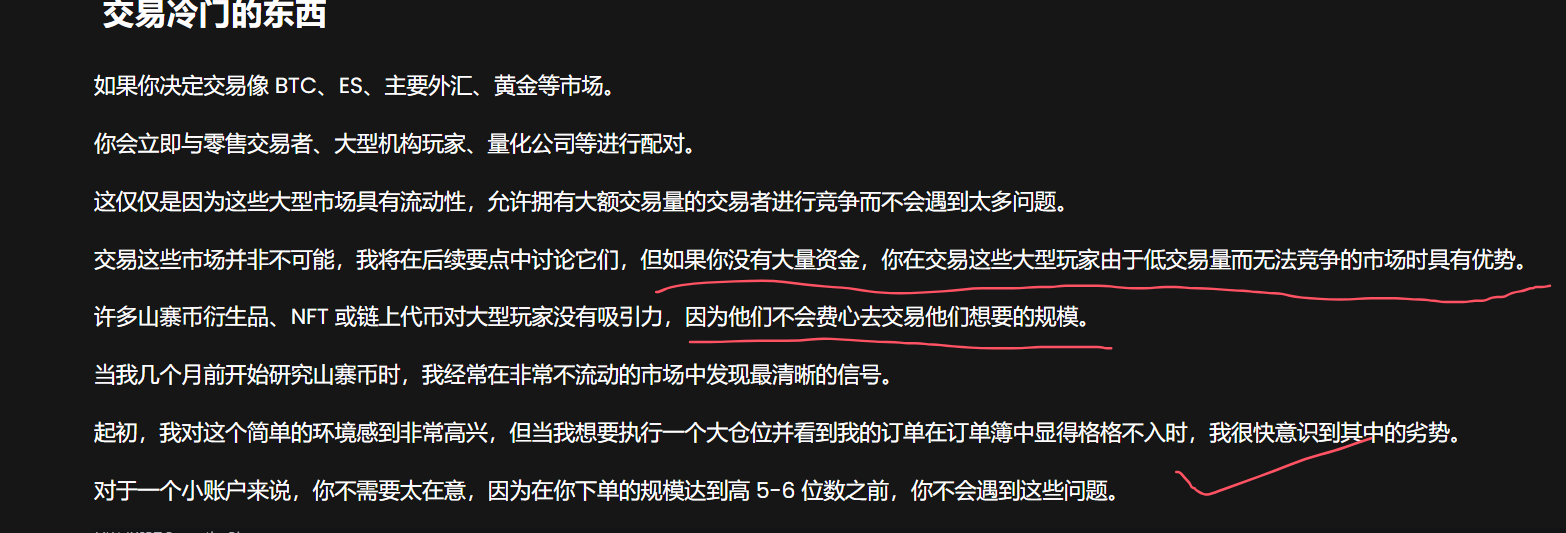 交易冷门的东西
如果你决定交易像 BTC、ES、主要外汇、黄金等市场。
你会立即与零售交易者、大型机构玩家、量化公司等进行配对。
这仅仅是因为这些大型市场具有流动性，允许拥有大额交易量的交易者进行竞争而不会遇到太多问题。
交易这些市场并非不可能，我将在后续要点中讨论它们，但如果你没有大量资金，你在交易这些大型玩家由于低交易量而无法竞争的市场时具有优势。
许多山寨币衍生品、NFT 或链上代币对大型玩家没有吸引力，因为他们不会费心去交易他们想要的规模。
当我几个月前开始研究山寨币时，我经常在非常不流动的市场中发现最清晰的信号。
起初，我对这个简单的环境感到非常高兴，但当我想要执行一个大仓位并看到我的订单在订单簿中显得格格不入时，我很快意识到其中的劣势。
对于一个小账户来说，你不需要太在意，因为在你下单的规模达到高 5-6 位数之前，你不会遇到这些问题。